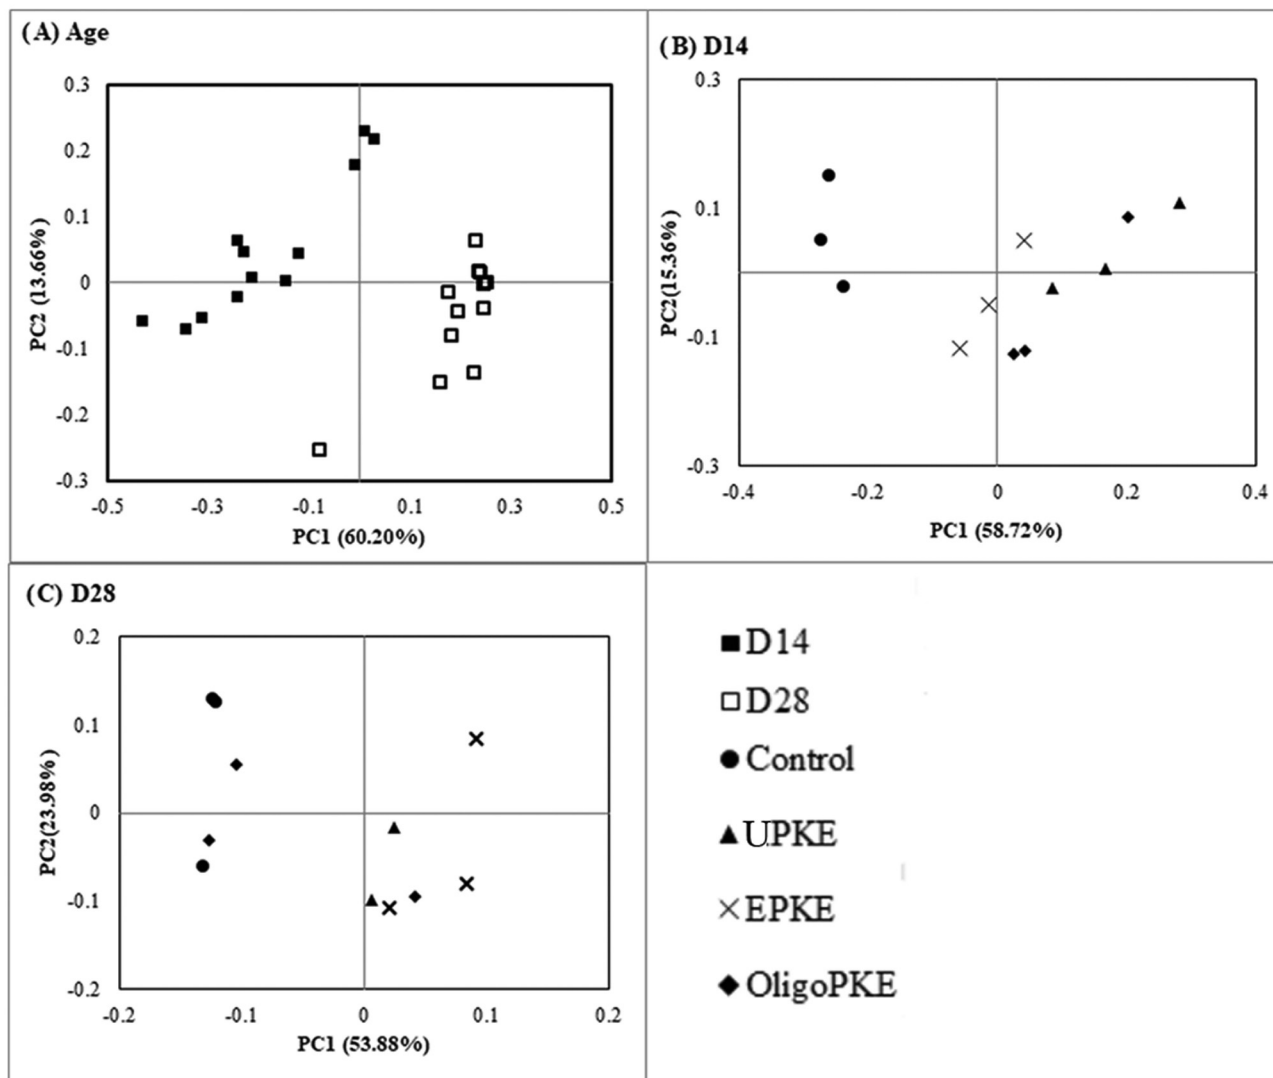 (A) Age
0.3
0.2
0.1
0
-0.1
-0.2
-0.3
PC2 (13.66%)
-0.5 -0.3 -0.1 0.1 0.3 0.5
PC1 (60.20%)
(B) D14
0.3
0.1
-0.1
-0.3
PC2(15.36%)
-0.4 -0.2 0 0.2 0.4
PC1 (58.72%)
(C) D28
0.2
0.1
0
-0.1
-0.2
PC2(23.98%)
-0.2 -0.1 0 0.1 0.2
PC1 (53.88%)
D14
D28
Control
UPKE
EPKE
OligoPKE